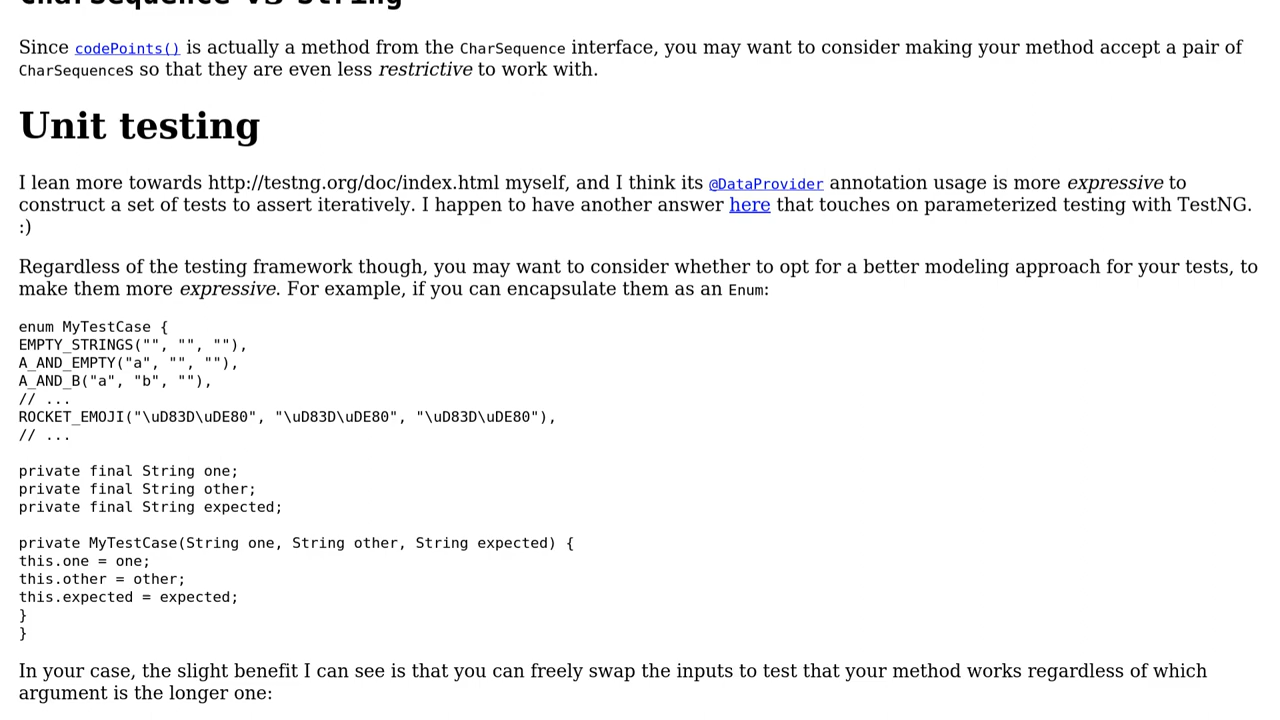 CharSequence vs String
Since codePoints() is actually a method from the CharSequence interface, you may want to consider making your method accept a pair of
CharSequences so that they are even less restrictive to work with.
Unit testing
I lean more towards http://testng.org/doc/index.html myself, and I think its @DataProvider annotation usage is more expressive to
construct a set of tests to assert iteratively. I happen to have another answer here that touches on parameterized testing with TestNG.
:)
Regardless of the testing framework though, you may want to consider whether to opt for a better modeling approach for your tests, to
make them more expressive. For example, if you can encapsulate them as an Enum:
enum MyTestCase {
EMPTY_STRINGS("", "", ""),
A_AND_EMPTY("a", "", ""),
A_AND_B("a", "b", ""),
// ...
ROCKET_EMOJI("\uD83D\uDE80", "\uD83D\uDE80", "\uD83D\uDE80"),
// ...
private final String one;
private final String other;
private final String expected;
private MyTestCase(String one, String other, String expected) {
this.one = one;
this.other = other;
this.expected = expected;
}
}
In your case, the slight benefit I can see is that you can freely swap the inputs to test that your method works regardless of which
argument is the longer one: